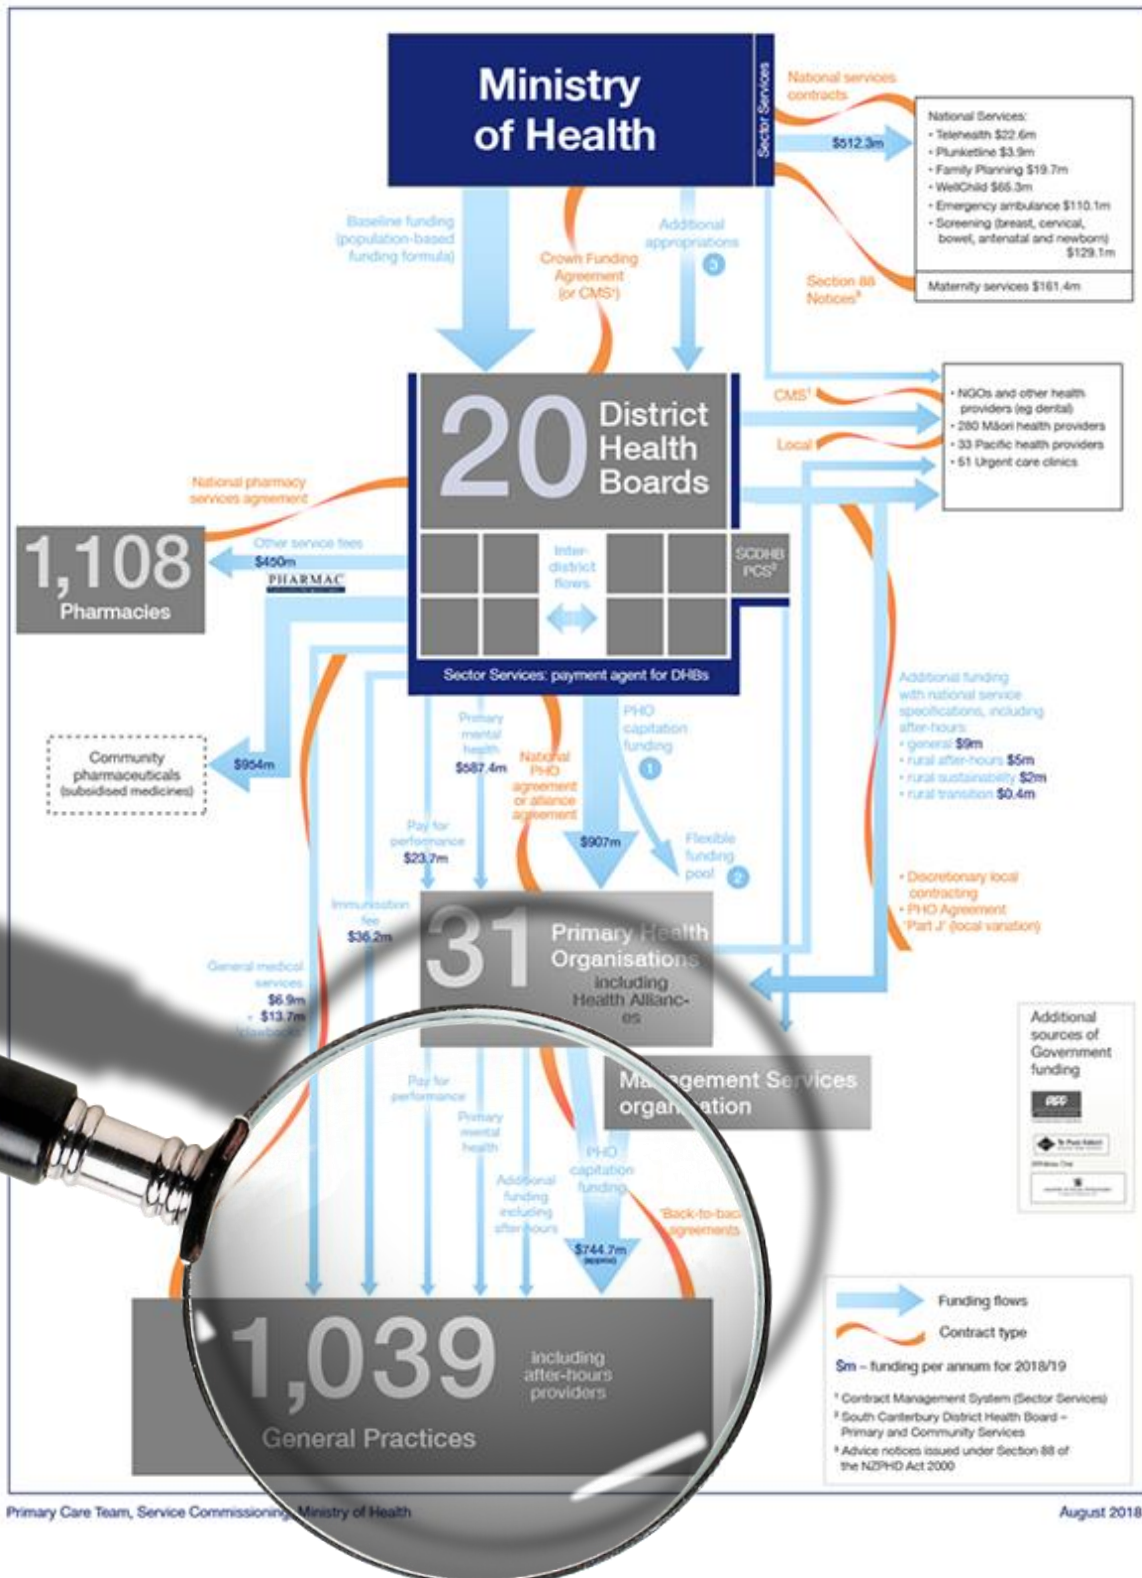 Ministry
of Health
Sector Services
National services
contracts
$512.3m
National Services:
• Telehealth $22.6m
• Plunketline $3.9m
• Family Planning $19.7m
• WellChild $65.3m
• Emergency ambulance $110.1m
• Screening (breast, cervical,
bowel, antenatal and newborn)
$129.1m
Maternity services $161.4m
Baseline funding
(population-based
funding formula)
Crown Funding
Agreement
(or CMS¹)
Additional
appropriations
3
Section 88
Notices³
20
District
Health
Boards
CMS¹
Local
• NGOs and other health
providers (eg dental)
• 280 Māori health providers
• 33 Pacific health providers
• 51 Urgent care clinics
National pharmacy
services agreement
1,108
Pharmacies
Other service fees
$450m
PHARMAC
Inter-
district
flows
SCDHB
PCS²
Sector Services: payment agent for DHBs
Community
pharmaceuticals
(subsidised medicines)
$954m
Primary
mental
health
$587.4m
National
PHO
agreement
or alliance
agreement
PHO
capitation
funding
1
Additional funding
with national service
specifications, including
after-hours:
• general $9m
• rural after-hours $5m
• rural sustainability $2m
• rural transition $0.4m
Pay for
performance
$23.7m
$907m
Flexible
funding
pool
2
• Discretionary local
contracting
• PHO Agreement
'Part J' (local variation)
Immunisation
fee
$36.2m
31
Primary Health
Organisations
including
Health Allianc-
es
General medical
services
$6.9m
$13.7m
Management Services
organisation
Additional
sources of
Government
funding
Pay for
performance
Primary
mental
health
Additional
funding
including
after-hours
PHO
capitation
funding
'Back-to-back
agreements
$744.7m
(approx)
1,039
including
after-hours
providers
General Practices
Funding flows
Contract type
$m – funding per annum for 2018/19
¹ Contract Management System (Sector Services)
² South Canterbury District Health Board –
Primary and Community Services
³ Advice notices issued under Section 88 of
the NZPHD Act 2000
Primary Care Team, Service Commissioning, Ministry of Health
August 2018